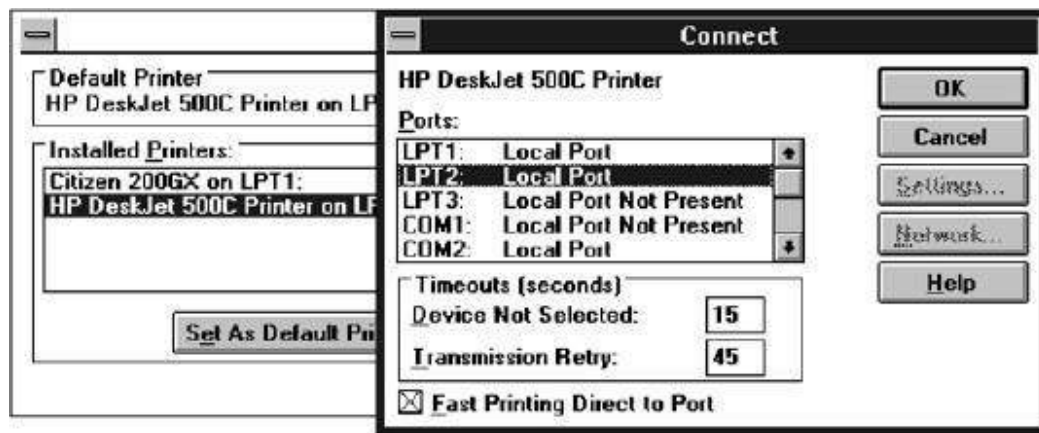 Default Printer
HP DeskJet 500C Printer on LP
Installed Printers:
Citizen 200GX on LPT1:
HP DeskJet 500C Printer on LP
Set As Default Pri
Connect
HP DeskJet 500C Printer
Ports:
LPT1: Local Port
LPT2: Local Port
LPT3: Local Port Not Present
COM1: Local Port Not Present
COM2: Local Port
Timeouts (seconds)
Device Not Selected: 15
Transmission Retry: 45
Fast Printing Direct to Port
OK
Cancel
Settings...
Network...
Help